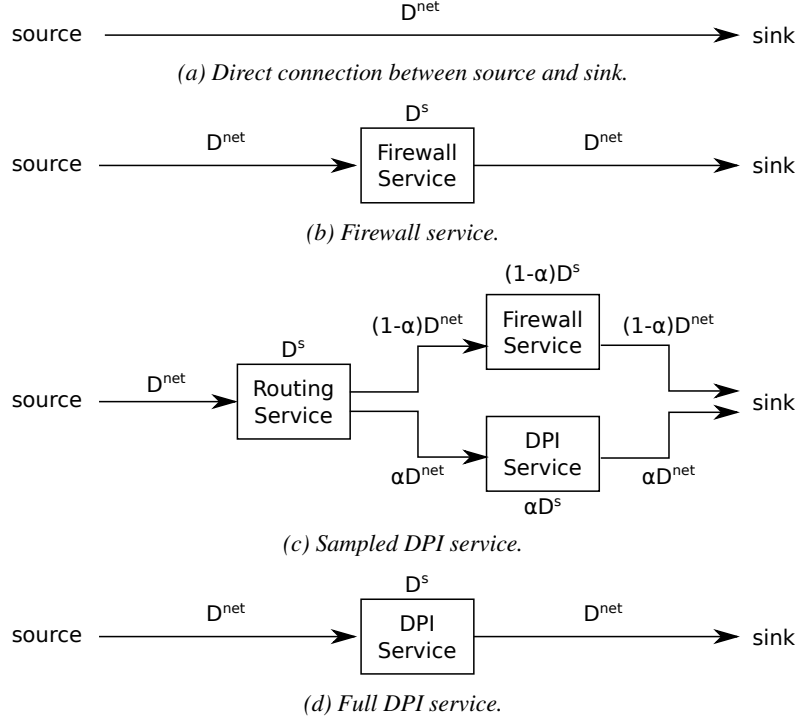 D^net
source sink
(a) Direct connection between source and sink.
D^s
D^net D^net
source Firewall sink
Service
(b) Firewall service.
(1-α)D^s
(1-α)D^net Firewall (1-α)D^net
Service
D^s
D^net Routing
source Service sink
DPI
Service
αD^net αD^net
αD^s
(c) Sampled DPI service.
D^s
D^net D^net
source DPI sink
Service
(d) Full DPI service.